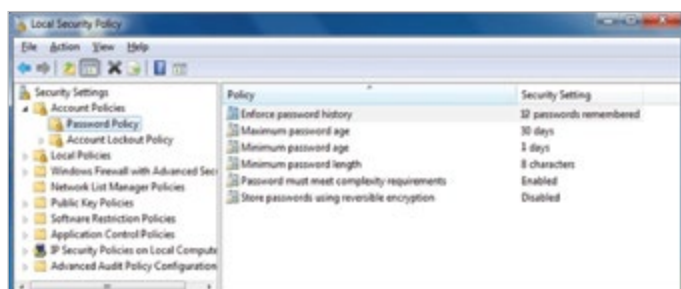 Local Security Policy
File Action View Help
Security Settings
Account Policies
Password Policy
Account Lockout Policy
Local Policies
Windows Firewall with Advanced Secu
Network List Manager Policies
Public Key Policies
Software Restriction Policies
Application Control Policies
IP Security Policies on Local Compute
Advanced Audit Policy Configuration
Policy Security Setting
Enforce password history 12 passwords remembered
Maximum password age 30 days
Minimum password age 1 days
Minimum password length 8 characters
Password must meet complexity requirements Enabled
Store passwords using reversible encryption Disabled